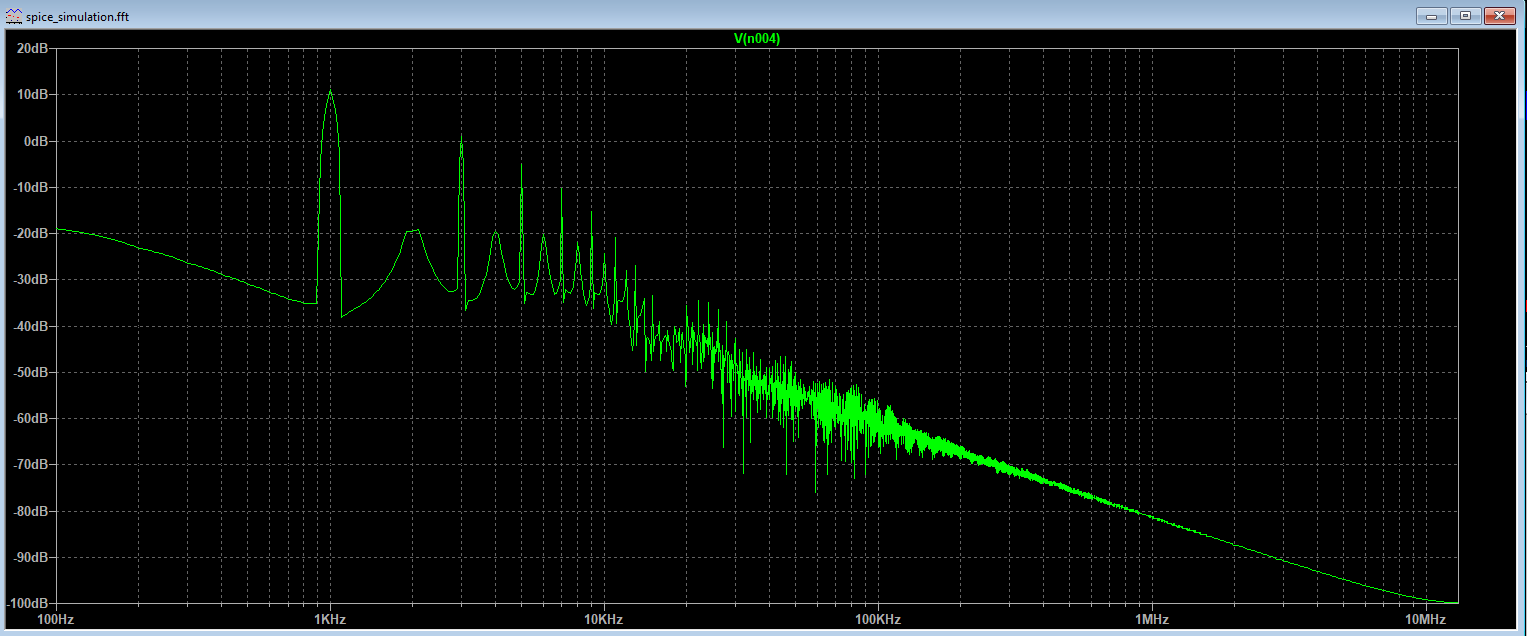 spice_simulation.fft
V(n004)
20dB
10dB
0dB
-10dB
-20dB
-30dB
-40dB
-50dB
-60dB
-70dB
-80dB
-90dB
-100dB
100Hz 1KHz 10KHz 100KHz 1MHz 10MHz